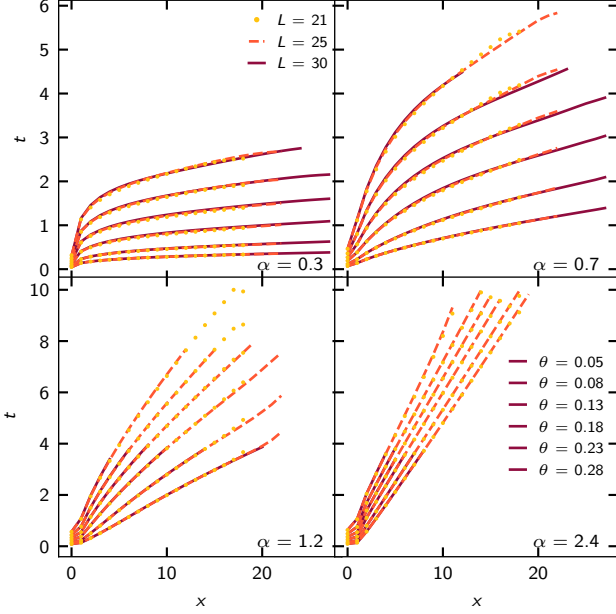 6
5
4
3
2
1
0
t
L = 21
L = 25
L = 30
α = 0.3
α = 0.7
10
8
6
4
2
0
t
0
10
20
x
α = 1.2
θ = 0.05
θ = 0.08
θ = 0.13
θ = 0.18
θ = 0.23
θ = 0.28
α = 2.4
0
10
20
x